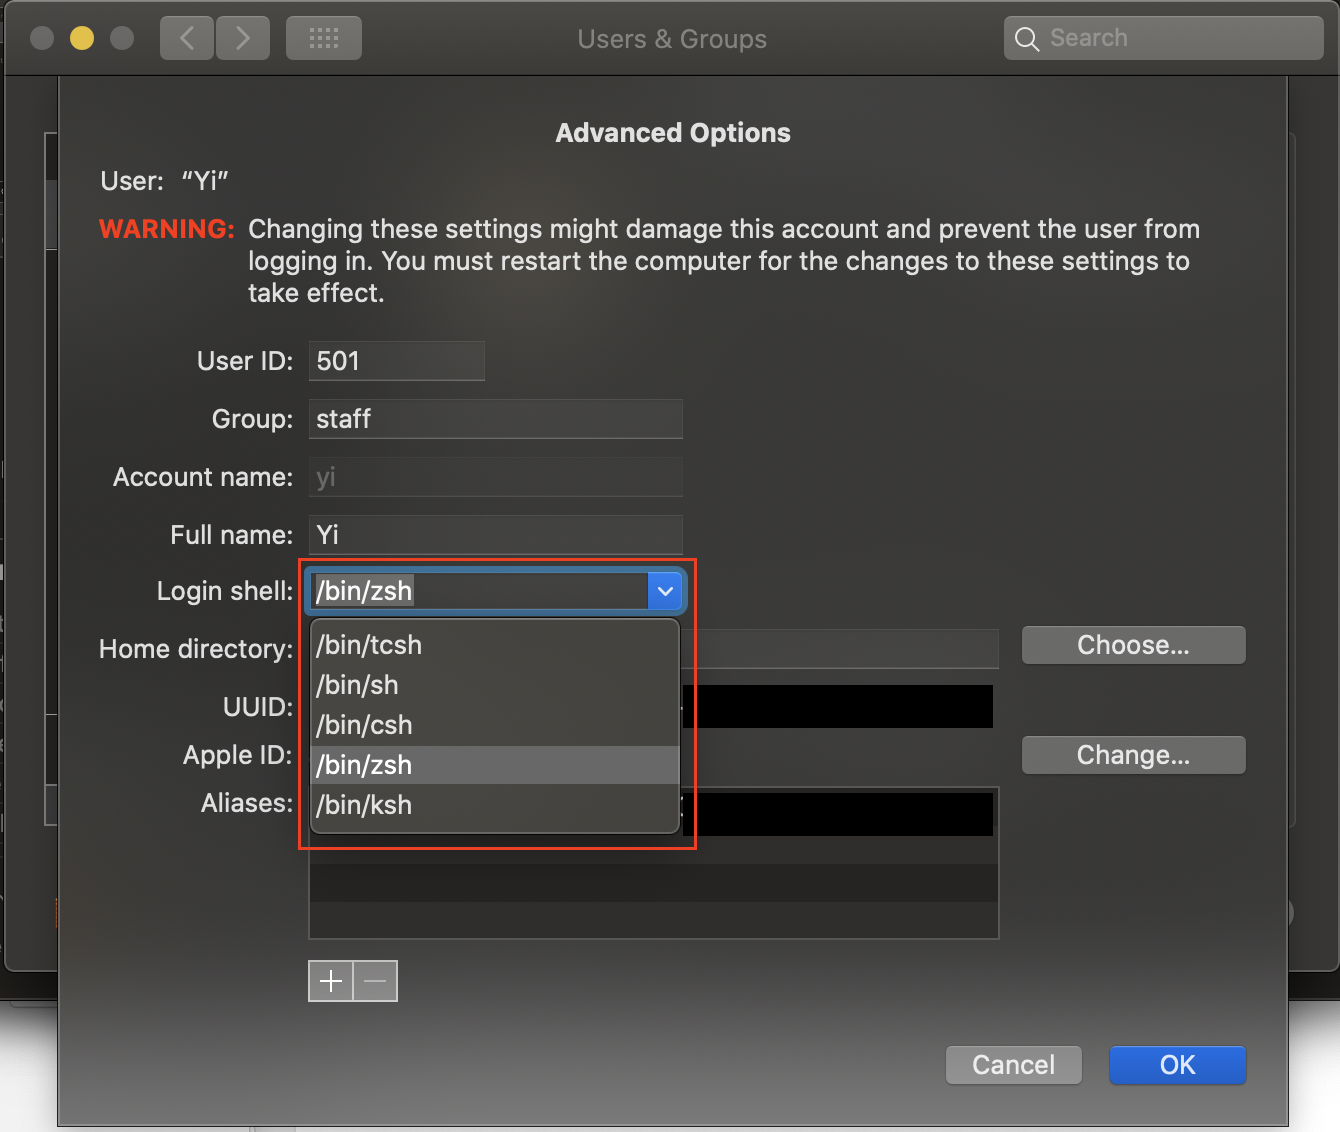 Users & Groups
Search
Advanced Options
User: “Yi”
WARNING: Changing these settings might damage this account and prevent the user from
logging in. You must restart the computer for the changes to these settings to
take effect.
User ID: 501
Group: staff
Account name: yi
Full name: Yi
Login shell: /bin/zsh
/bin/tcsh
/bin/sh
/bin/csh
/bin/zsh
/bin/ksh
Home directory:
Choose...
UUID:
Apple ID:
Change...
Aliases:
Cancel
OK